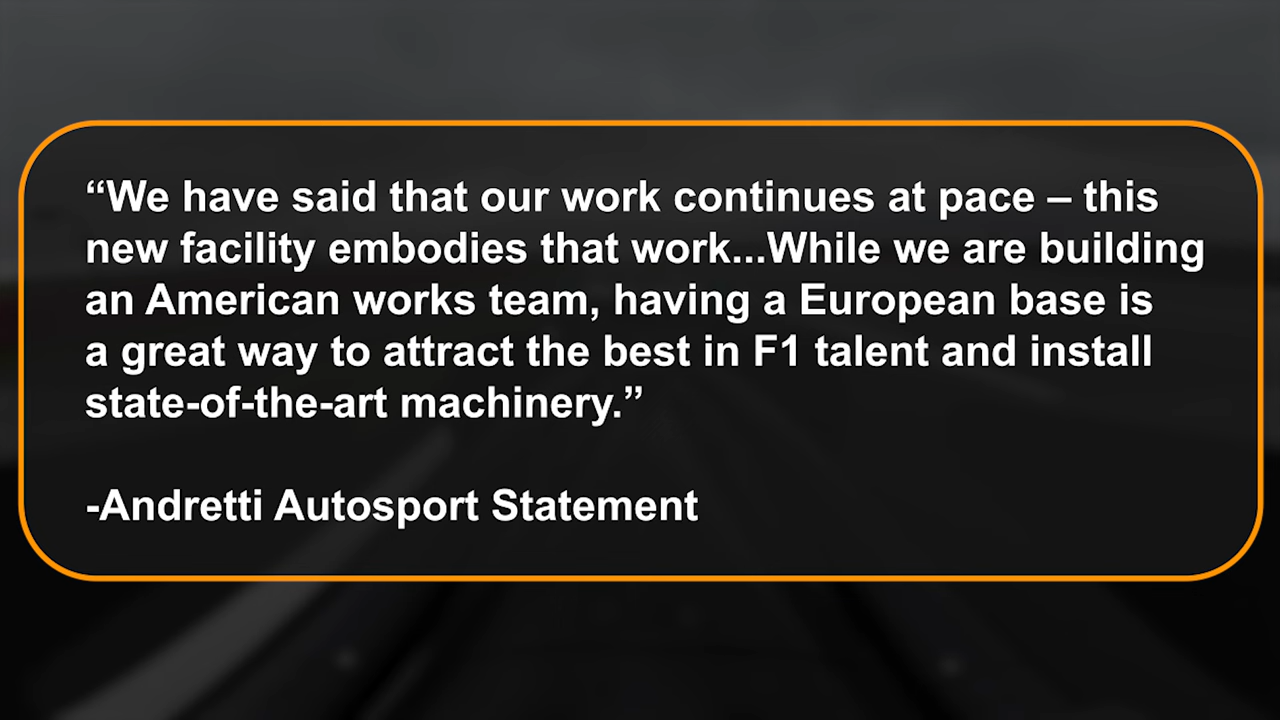 “We have said that our work continues at pace – this
new facility embodies that work...While we are building
an American works team, having a European base is
a great way to attract the best in F1 talent and install
state-of-the-art machinery.”
-Andretti Autosport Statement